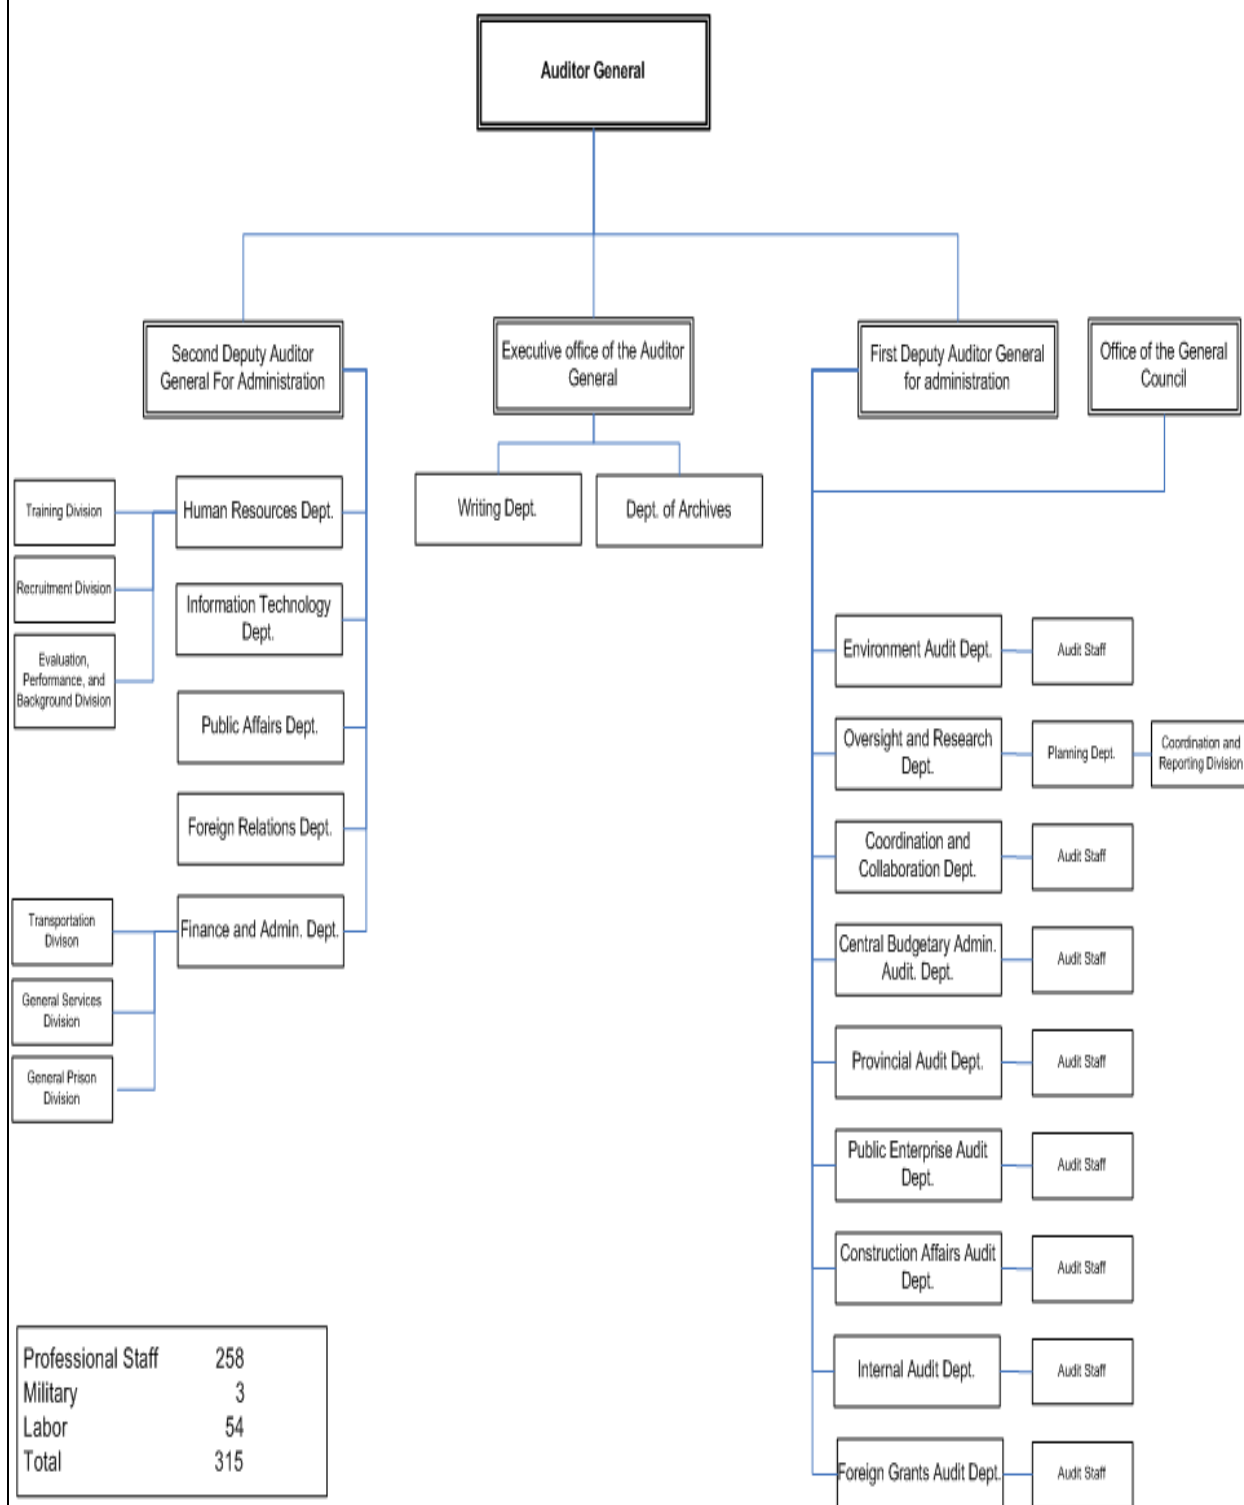 Auditor General
Second Deputy Auditor
General For Administration
Executive office of the Auditor
General
First Deputy Auditor General
for administration
Office of the General
Council
Writing Dept.
Dept. of Archives
Training Division
Human Resources Dept.
Recruitment Division
Information Technology
Dept.
Evaluation,
Performance, and
Background Division
Public Affairs Dept.
Foreign Relations Dept.
Transportation
Divison
Finance and Admin. Dept.
General Services
Division
General Prison
Division
Environment Audit Dept.
Audit Staff
Oversight and Research
Dept.
Planning Dept.
Coordination and
Reporting Division
Coordination and
Collaboration Dept.
Audit Staff
Central Budgetary Admin.
Audit. Dept.
Audit Staff
Provincial Audit Dept.
Audit Staff
Public Enterprise Audit
Dept.
Audit Staff
Construction Affairs Audit
Dept.
Audit Staff
Internal Audit Dept.
Audit Staff
Foreign Grants Audit Dept.
Audit Staff
Professional Staff 258
Military 3
Labor 54
Total 315